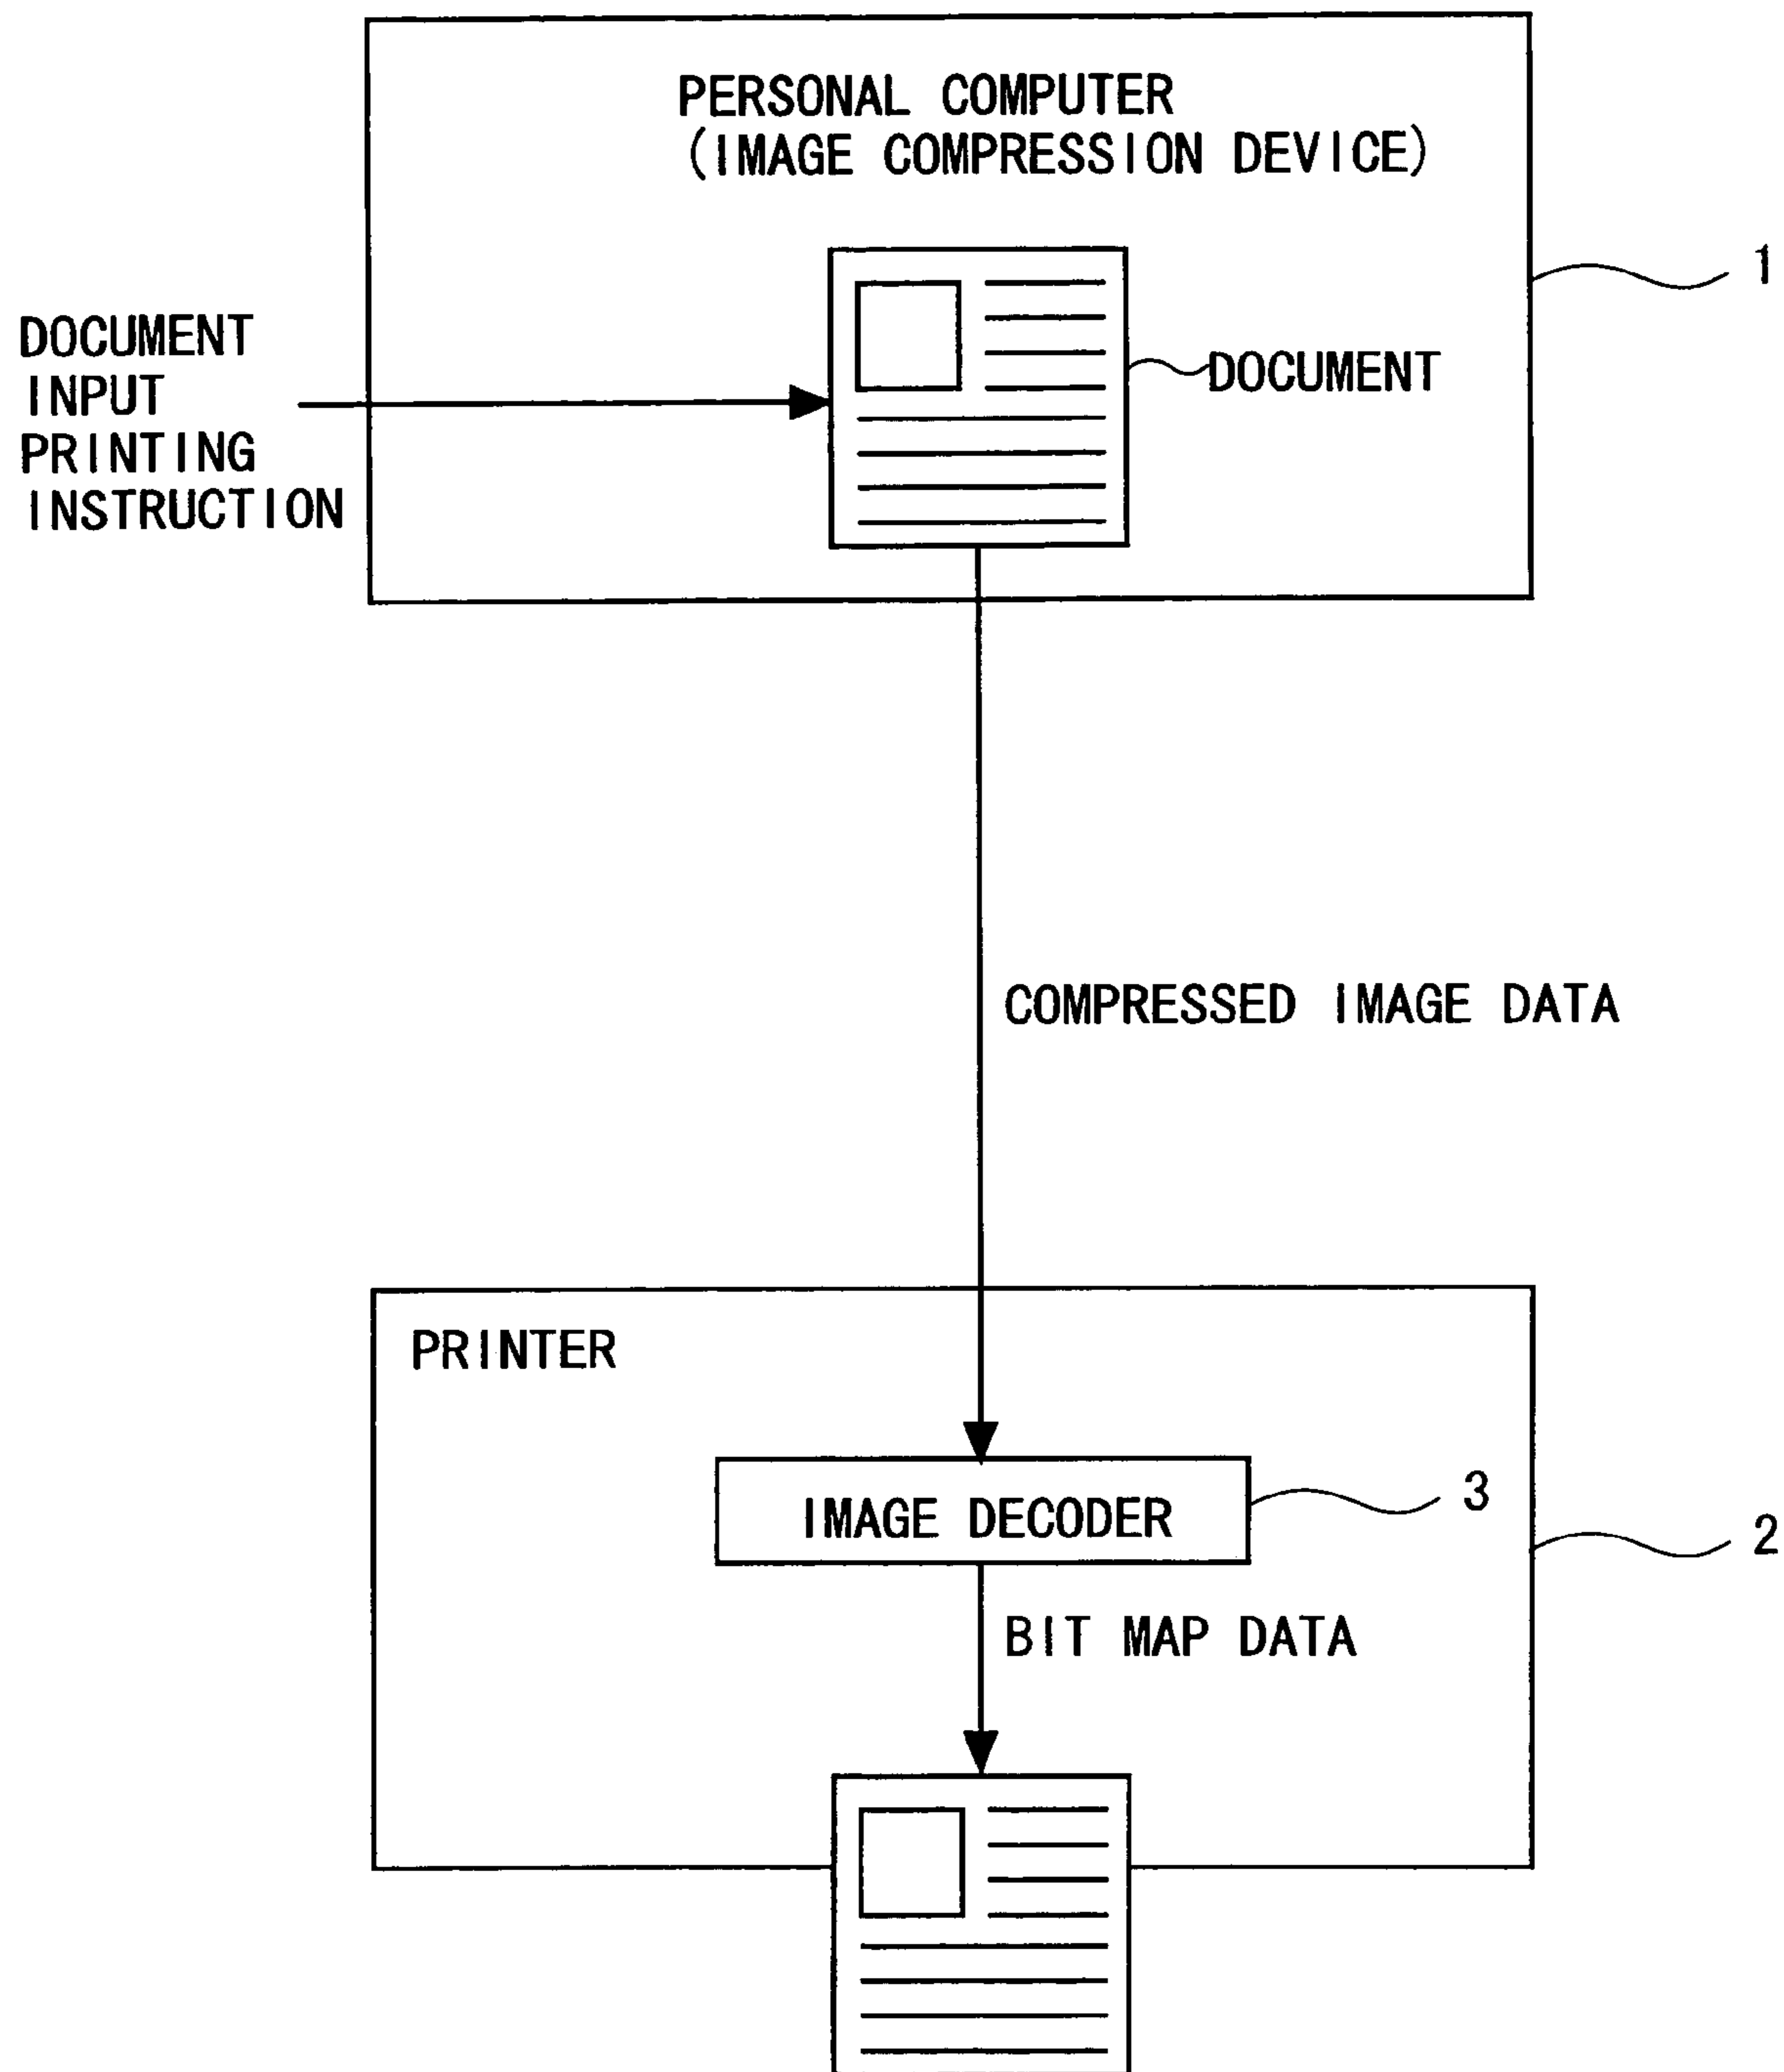 PERSONAL COMPUTER
(IMAGE COMPRESSION DEVICE)
1
DOCUMENT
INPUT
PRINTING
INSTRUCTION
DOCUMENT
COMPRESSED IMAGE DATA
PRINTER
IMAGE DECODER
3
2
BIT MAP DATA